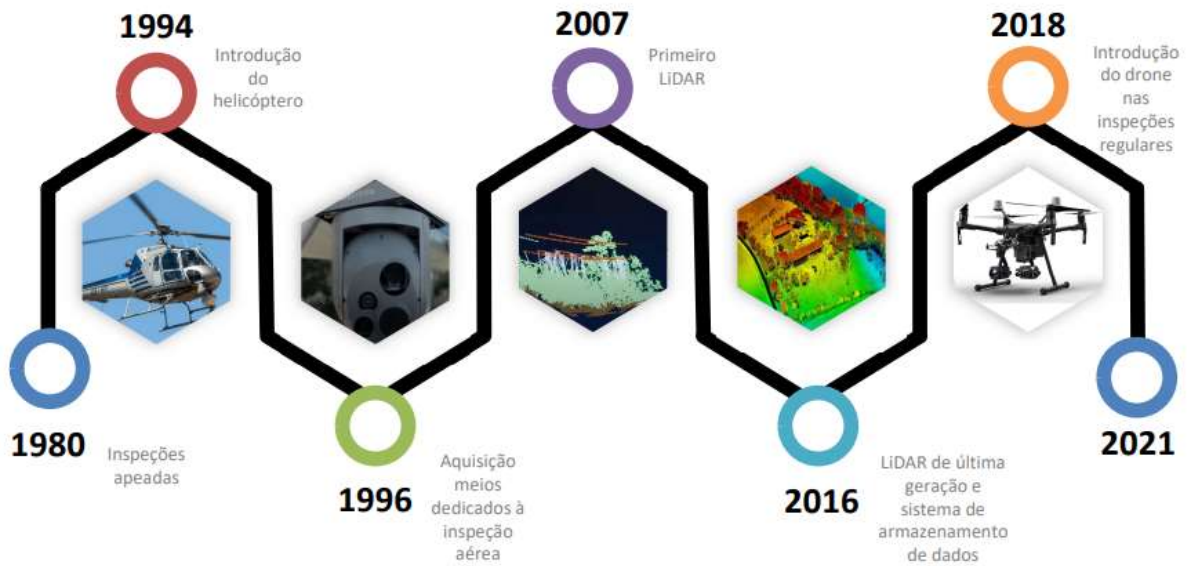 1994
Introdução
do
helicóptero
2007
Primeiro
LiDAR
2018
Introdução
do drone
nas
inspeções
regulares
1980
Inspeções
apeadas
1996
Aquisição
meios
dedicados à
inspeção
aérea
2016
LiDAR de última
geração e
sistema de
armazenamento
de dados
2021